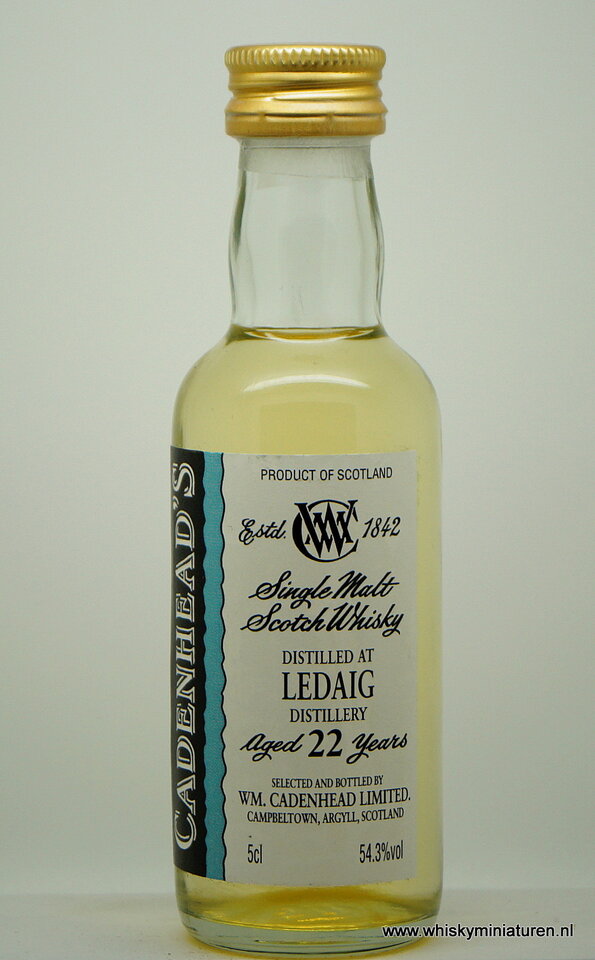 CADENHEAD'S
PRODUCT OF SCOTLAND
Estd. WMC 1842
Single Malt
Scotch Whisky
DISTILLED AT
LEDAIG
DISTILLERY
Aged 22 Years
SELECTED AND BOTTLED BY
WM. CADENHEAD LIMITED.
CAMPBELTOWN, ARGYLL, SCOTLAND
5cl 54.3%vol
www.whiskyminiaturen.nl